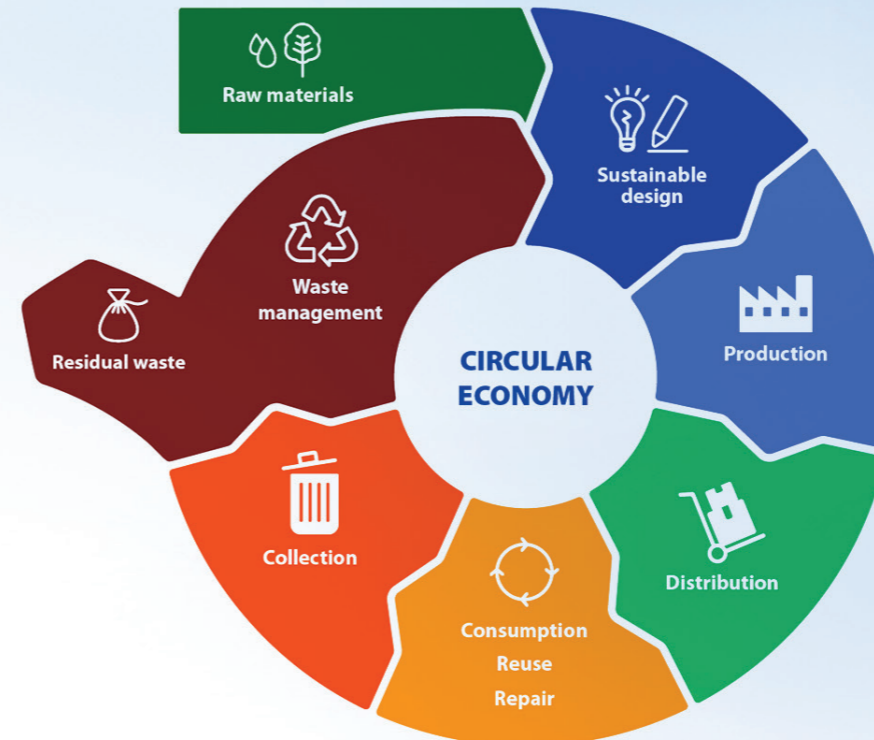 Raw materials
Sustainable
design
Production
Distribution
Consumption
Reuse
Repair
Collection
Waste
management
Residual waste
CIRCULAR
ECONOMY